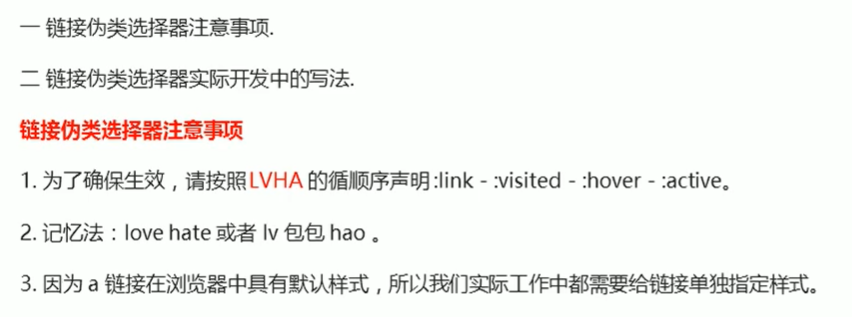 一 链接伪类选择器注意事项.
二 链接伪类选择器实际开发中的写法.
链接伪类选择器注意事项
1. 为了确保生效，请按照 LVHA 的循顺序声明 :link - :visited - :hover - :active。
2. 记忆法：love hate 或者 lv 包包 hao 。
3. 因为 a 链接在浏览器中具有默认样式，所以我们实际工作中都需要给链接单独指定样式。